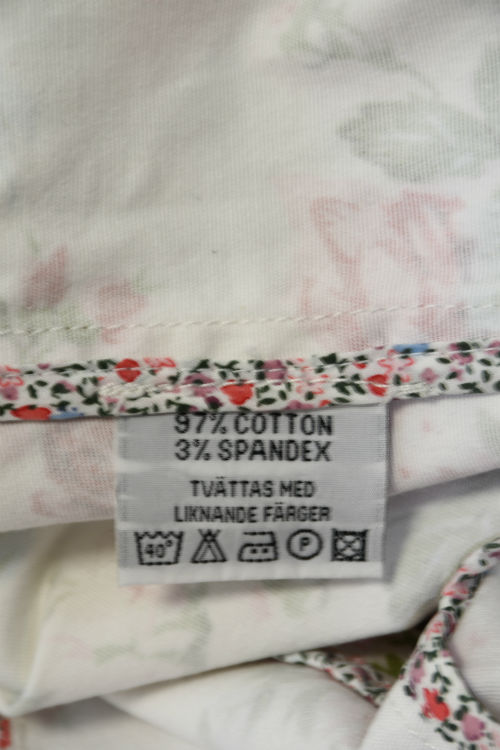 97% COTTON
3% SPANDEX
TVÄTTAS MED
LIKNANDE FÄRGER
40° P